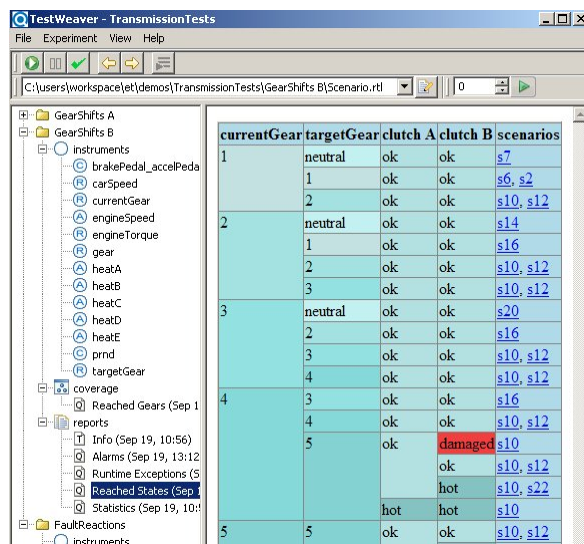 TestWeaver - TransmissionTests
File Experiment View Help
C:\users\workspace\et\demos\TransmissionTests\GearShifts B\Scenario.rtl 0
GearShifts A
GearShifts B
instruments
C brakePedal_accelPeda
R carSpeed
R currentGear
A engineSpeed
R engineTorque
R gear
A heatA
A heatB
A heatC
A heatD
A heatE
C prnd
R targetGear
coverage
Reached Gears (Sep 1
reports
Info (Sep 19, 10:56)
Alarms (Sep 19, 13:12
Runtime Exceptions (S
Reached States (Sep 1
Statistics (Sep 19, 10:5
FaultReactions
instruments
currentGear targetGear clutch A clutch B scenarios
1 neutral ok ok s7
1 ok ok s6, s2
2 ok ok s10, s12
2 neutral ok ok s14
1 ok ok s16
2 ok ok s10, s12
3 ok ok s10, s12
3 neutral ok ok s20
2 ok ok s16
3 ok ok s10, s12
4 ok ok s10, s12
4 3 ok ok s16
4 ok ok s10, s12
5 ok damaged s10
ok s10, s12
hot s10, s22
hot hot s10
5 5 ok ok s10, s12